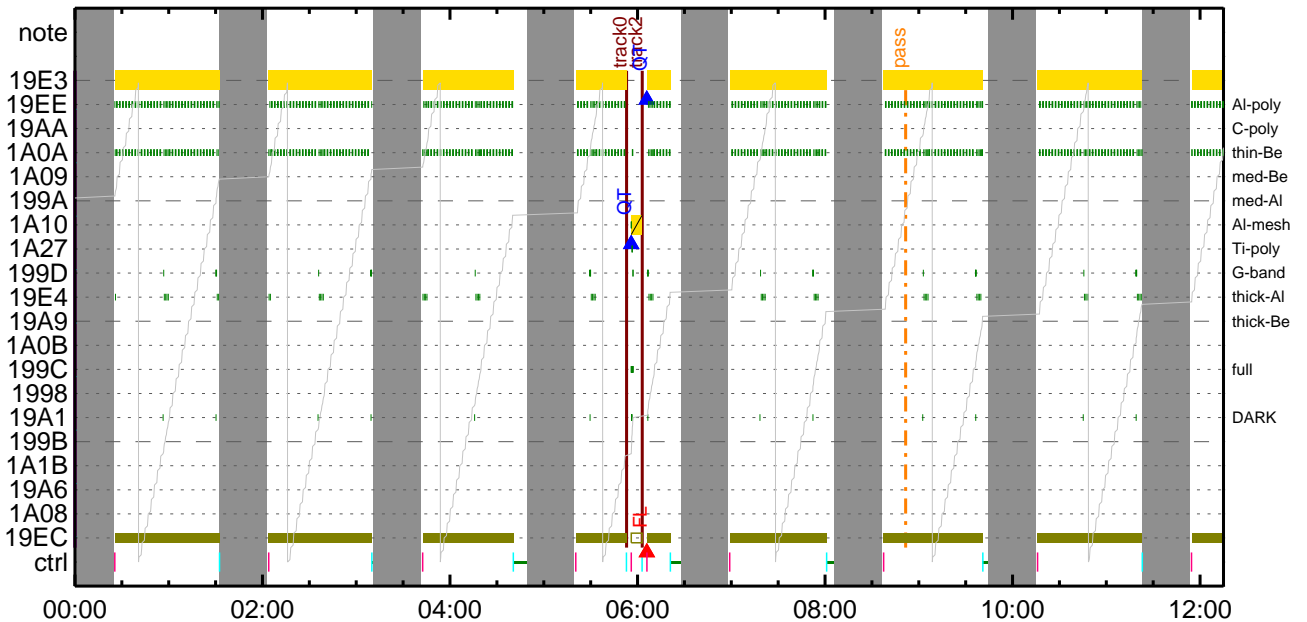 note
track0
track2
QT
pass
19E3
19EE Al-poly
19AA C-poly
1A0A thin-Be
1A09 med-Be
199A med-Al
QT
1A10 Al-mesh
1A27 Ti-poly
199D G-band
19E4 thick-Al
19A9 thick-Be
1A0B
199C full
1998
19A1 DARK
199B
1A1B
19A6
1A08
FL
19EC
ctrl
00:00 02:00 04:00 06:00 08:00 10:00 12:00